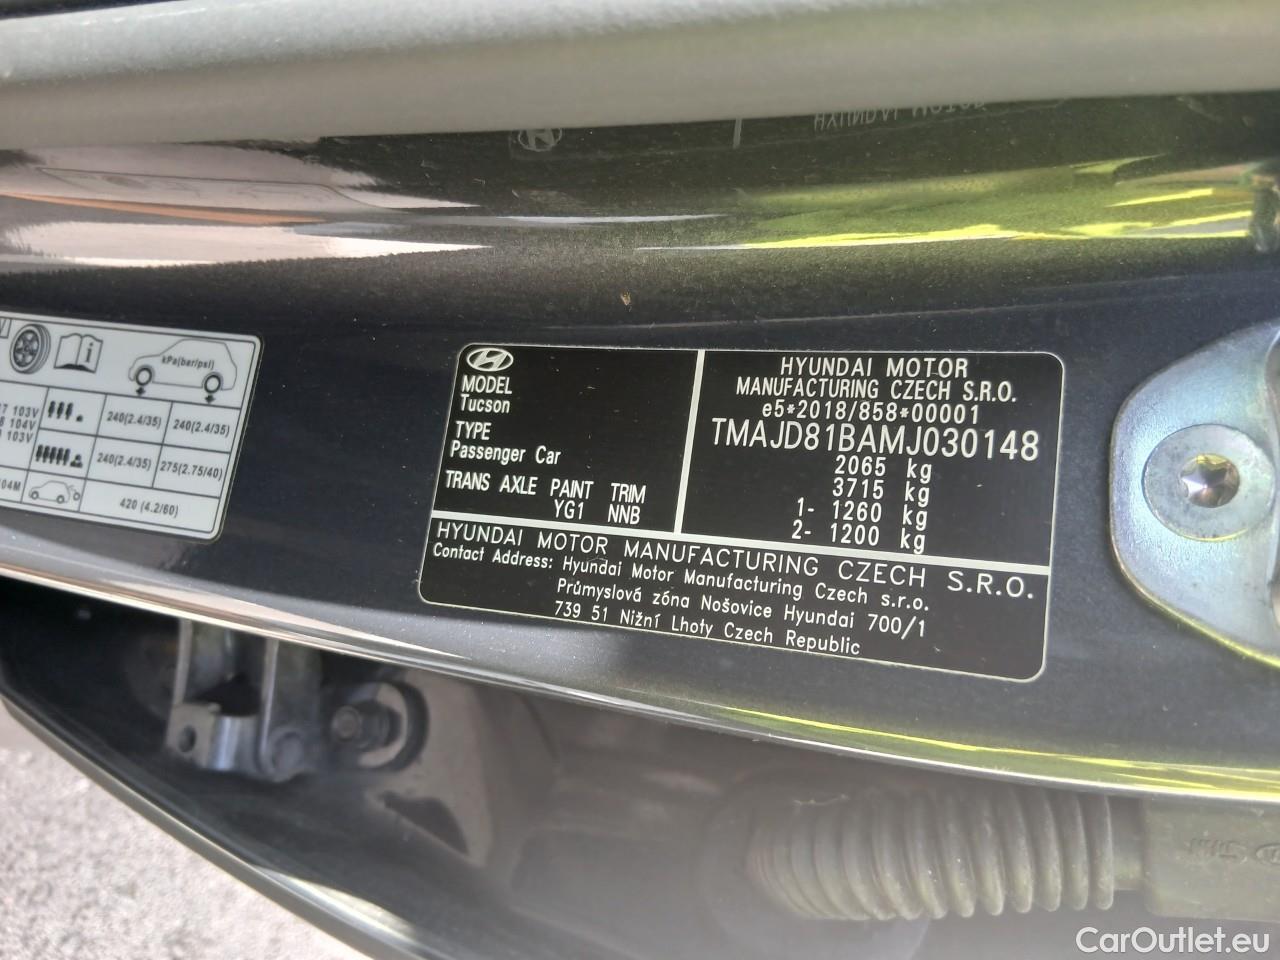 kPa(bar/psi)
103V
104V
103V
240(2.4/35)
240(2.4/35)
240(2.4/35)
275(2.75/40)
04M
420 (4.2/60)
MODEL
Tucson
TYPE
Passenger Car
TRANS AXLE PAINT TRIM
YG1 NNB
HYUNDAI MOTOR
MANUFACTURING CZECH S.R.O.
e5*2018/858*00001
TMAJD81BAMJ030148
2065 kg
3715 kg
1- 1260 kg
2- 1200 kg
HYUNDAI MOTOR MANUFACTURING CZECH S.R.O.
Contact Address: Hyundai Motor Manufacturing Czech s.r.o.
Průmyslová zóna Nošovice Hyundai 700/1
739 51 Nižní Lhoty Czech Republic
CarOutlet.eu